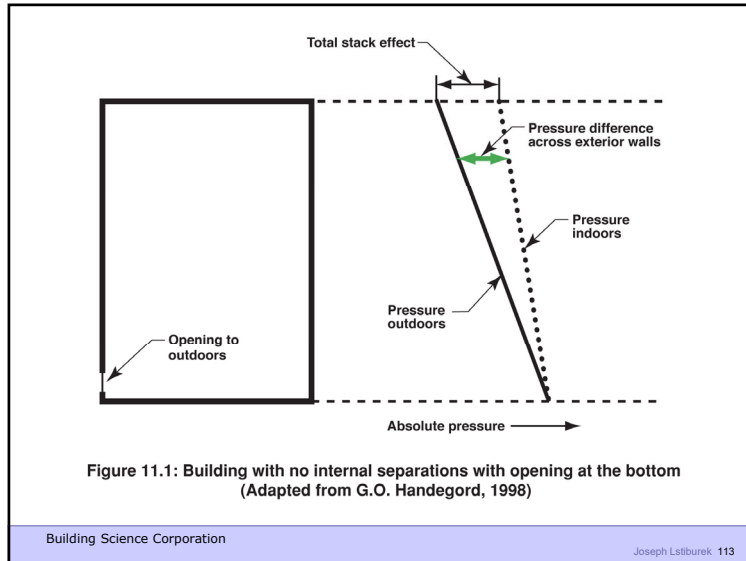 Total stack effect
Pressure difference
across exterior walls
Pressure
indoors
Pressure
outdoors
Opening to
outdoors
Absolute pressure
Figure 11.1: Building with no internal separations with opening at the bottom
(Adapted from G.O. Handegord, 1998)
Building Science Corporation
Joseph Lstiburek 113